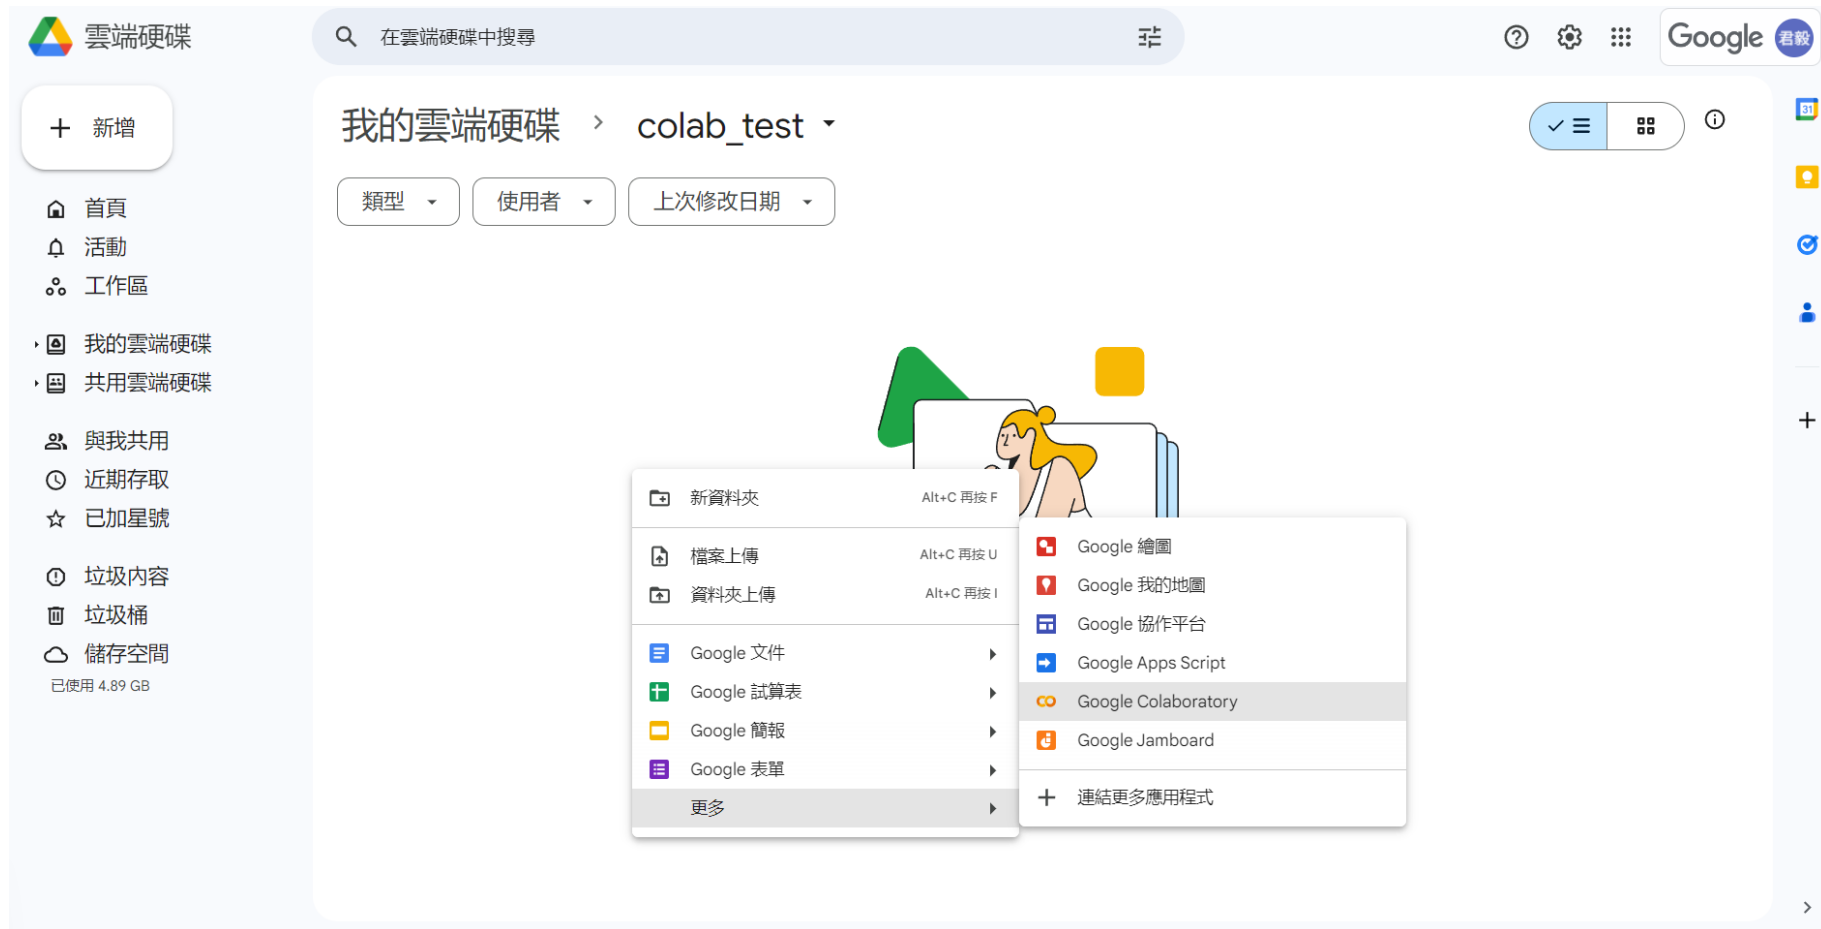 雲端硬碟
在雲端硬碟中搜尋
Google
君毅
新增
首頁
活動
工作區
我的雲端硬碟
共用雲端硬碟
與我共用
近期存取
已加星號
垃圾內容
垃圾桶
儲存空間
已使用 4.89 GB
我的雲端硬碟 colab_test
類型 使用者 上次修改日期
31
新資料夾 Alt+C 再按 F
檔案上傳 Alt+C 再按 U
資料夾上傳 Alt+C 再按 I
Google 文件
Google 試算表
Google 簡報
Google 表單
更多
Google 繪圖
Google 我的地圖
Google 協作平台
Google Apps Script
Google Colaboratory
Google Jamboard
連結更多應用程式